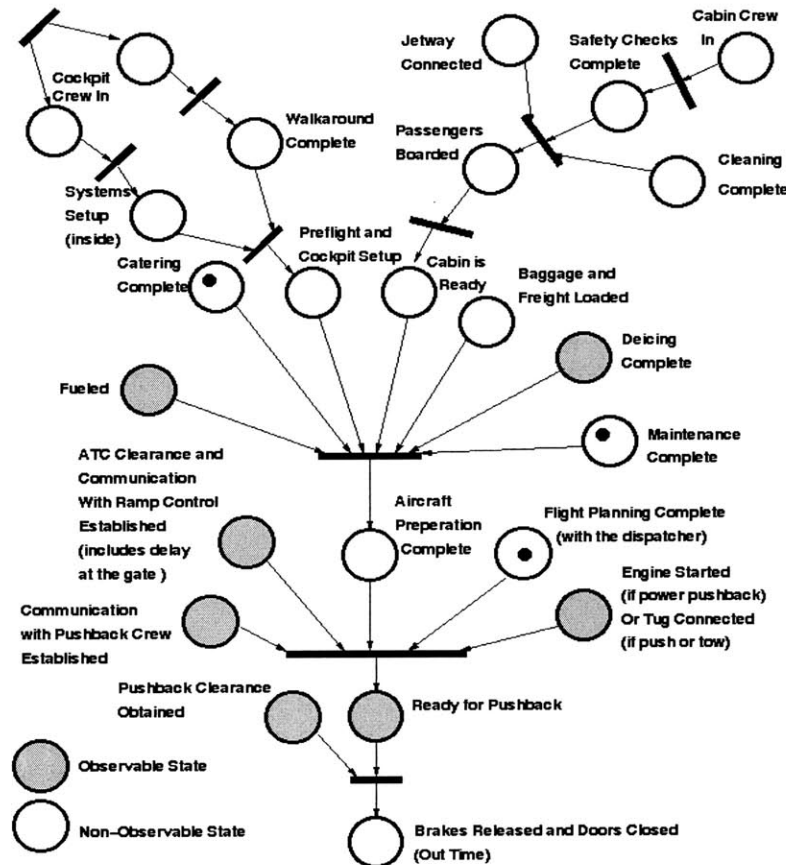 Cabin Crew
In
Jetway
Connected
Safety Checks
Complete
Cockpit
Crew In
Walkaround
Complete
Passengers
Boarded
Cleaning
Complete
Systems
Setup
(inside)
Preflight and
Cockpit Setup
Catering
Complete
Cabin is
Ready
Baggage and
Freight Loaded
Deicing
Complete
Fueled
Maintenance
Complete
ATC Clearance and
Communication
With Ramp Control
Established
(includes delay
at the gate )
Aircraft
Preperation
Complete
Flight Planning Complete
(with the dispatcher)
Engine Started
(if power pushback)
Or Tug Connected
(if push or tow)
Communication
with Pushback Crew
Established
Pushback Clearance
Obtained
Ready for Pushback
Observable State
Non-Observable State
Brakes Released and Doors Closed
(Out Time)